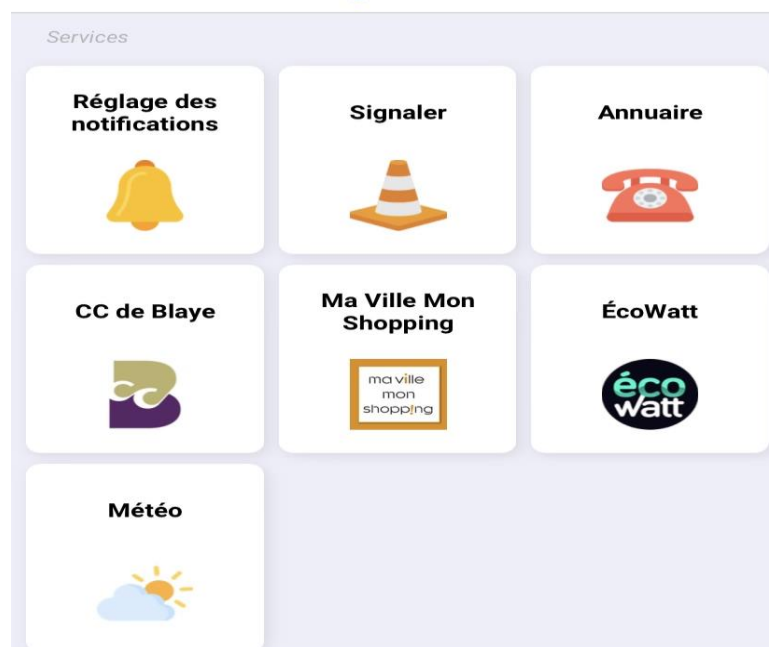 Services
Réglage des
notifications
Signaler
Annuaire
CC de Blaye
Ma Ville Mon
Shopping
ÉcoWatt
cc
ma ville
mon
shopping
éco
watt
Météo